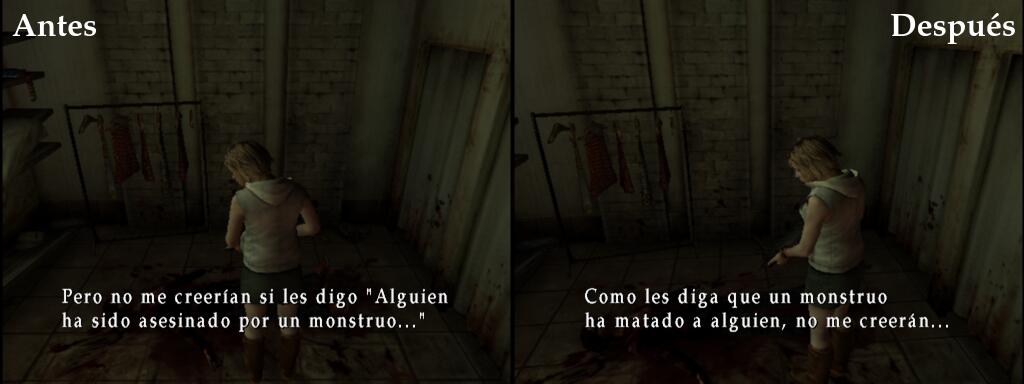 Antes
Pero no me creerían si les digo "Alguien
ha sido asesinado por un monstruo..."
Después
Como les diga que un monstruo
ha matado a alguien, no me creerán...